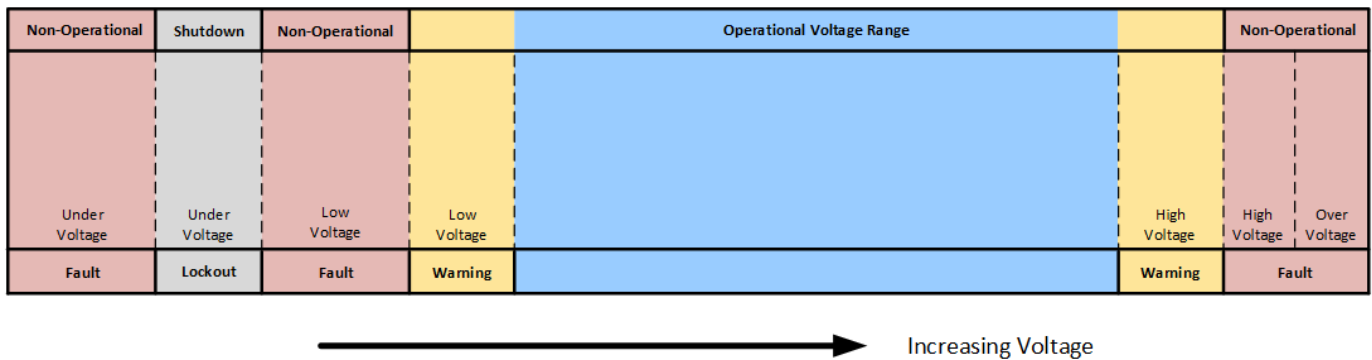 Non-Operational Shutdown Non-Operational Operational Voltage Range Non-Operational
Under Under Low Low High High Over
Voltage Voltage Voltage Voltage Voltage Voltage Voltage
Fault Lockout Fault Warning Warning Fault
Increasing Voltage